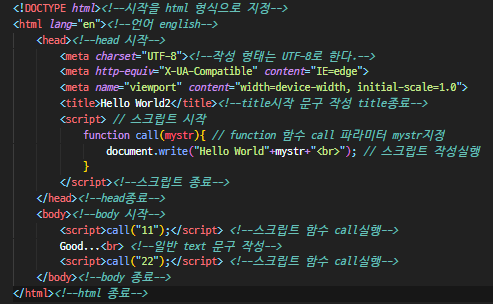 <!DOCTYPE html><!--시작을 html 형식으로 지정-->
<html lang="en"><!--언어 english-->
    <head><!--head 시작-->
        <meta charset="UTF-8"><!--작성 형태는 UTF-8로 한다.-->
        <meta http-equiv="X-UA-Compatible" content="IE=edge">
        <meta name="viewport" content="width=device-width, initial-scale=1.0">
        <title>Hello World2</title><!--title시작 문구 작성 title종료-->
        <script> // 스크립트 시작
            function call(mystr){ // function 함수 call 파라미터 mystr지정
                document.write("Hello World"+mystr+"<br>"); // 스크립트 작성실행
            }
        </script><!--스크립트 종료-->
    </head><!--head종료-->
    <body><!--body 시작-->
        <script>call("11");</script> <!--스크립트 함수 call실행-->
        Good...<br> <!--일반 text 문구 작성-->
        <script>call("22");</script> <!--스크립트 함수 call실행-->
    </body><!--body 종료-->
</html><!--html 종료-->